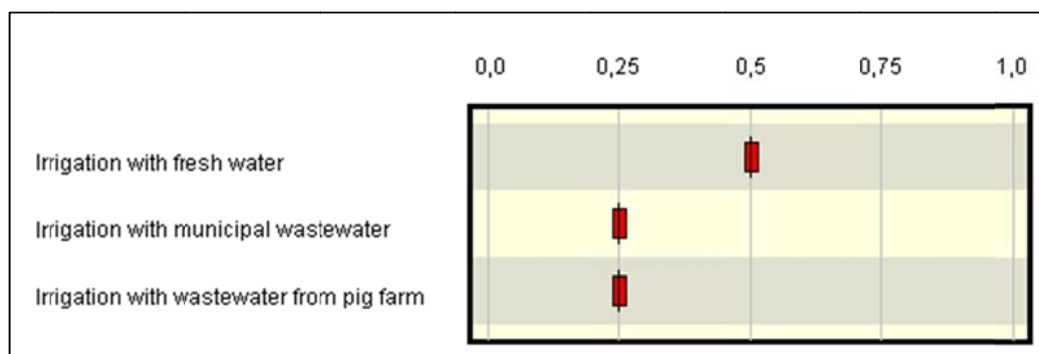 0,0 0,25 0,5 0,75 1,0
Irrigation with fresh water
Irrigation with municipal wastewater
Irrigation with wastewater from pig farm